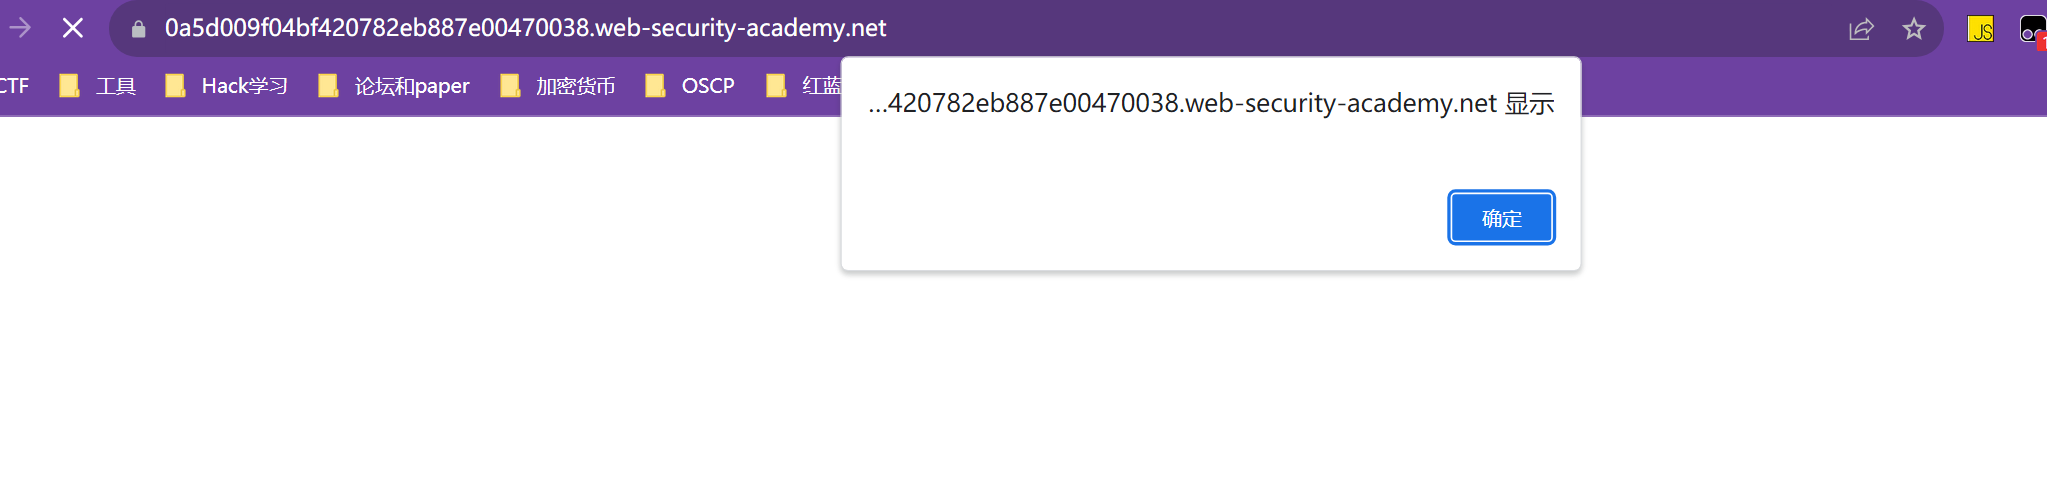 0a5d009f04bf420782eb887e00470038.web-security-academy.net
JS
1
CTF 工具 Hack学习 论坛和paper 加密货币 OSCP 红蓝
...420782eb887e00470038.web-security-academy.net 显示
确定